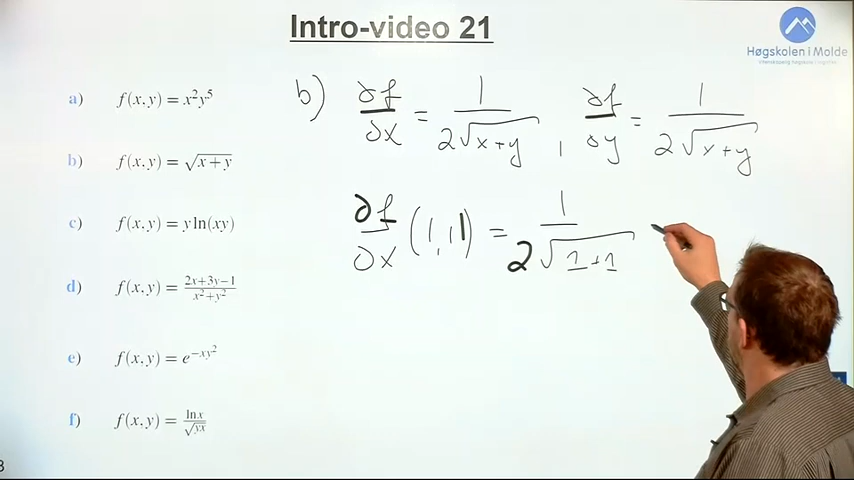 Intro-video 21
Høgskolen i Molde
a) f(x,y) = x²y⁵
b) f(x,y) = √(x+y)
c) f(x,y) = y ln(xy)
d) f(x,y) = (2x+3y−1)/(x²+y²)
e) f(x,y) = e^(−xy²)
f) f(x,y) = ln x/√(yx)
b) ∂f/∂x = 1/(2√(x+y)) , ∂f/∂y = 1/(2√(x+y))
∂f/∂x (1,1) = 1/(2√(1+1))
3